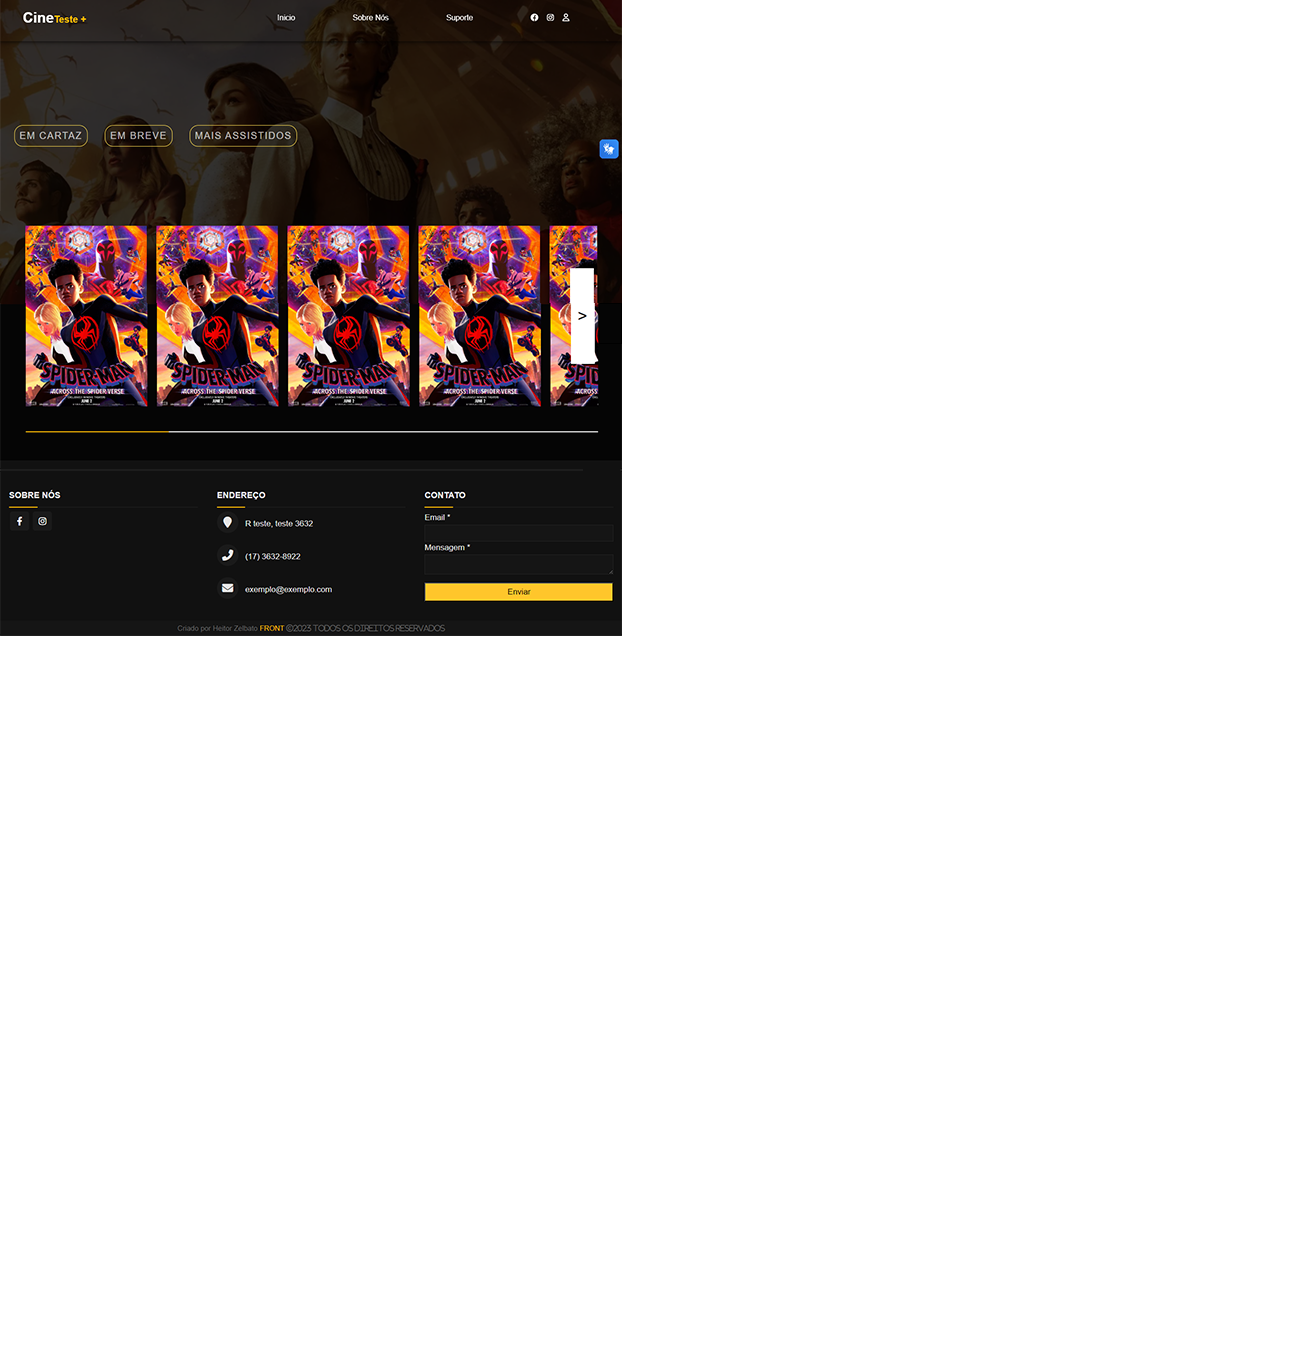 CineTeste +
Inicio
Sobre Nós
Suporte
EM CARTAZ
EM BREVE
MAIS ASSISTIDOS
SPIDER-MAN
ACROSS THE SPIDER-VERSE
JUNE 2
SPIDER-MAN
ACROSS THE SPIDER-VERSE
JUNE 2
SPIDER-MAN
ACROSS THE SPIDER-VERSE
JUNE 2
SPIDER-MAN
ACROSS THE SPIDER-VERSE
JUNE 2
>
SOBRE NÓS
ENDEREÇO
R teste, teste 3632
(17) 3632-8922
exemplo@exemplo.com
CONTATO
Email *
Mensagem *
Enviar
Criado por Heitor Zelbato FRONT ©2023 TODOS OS DIREITOS RESERVADOS